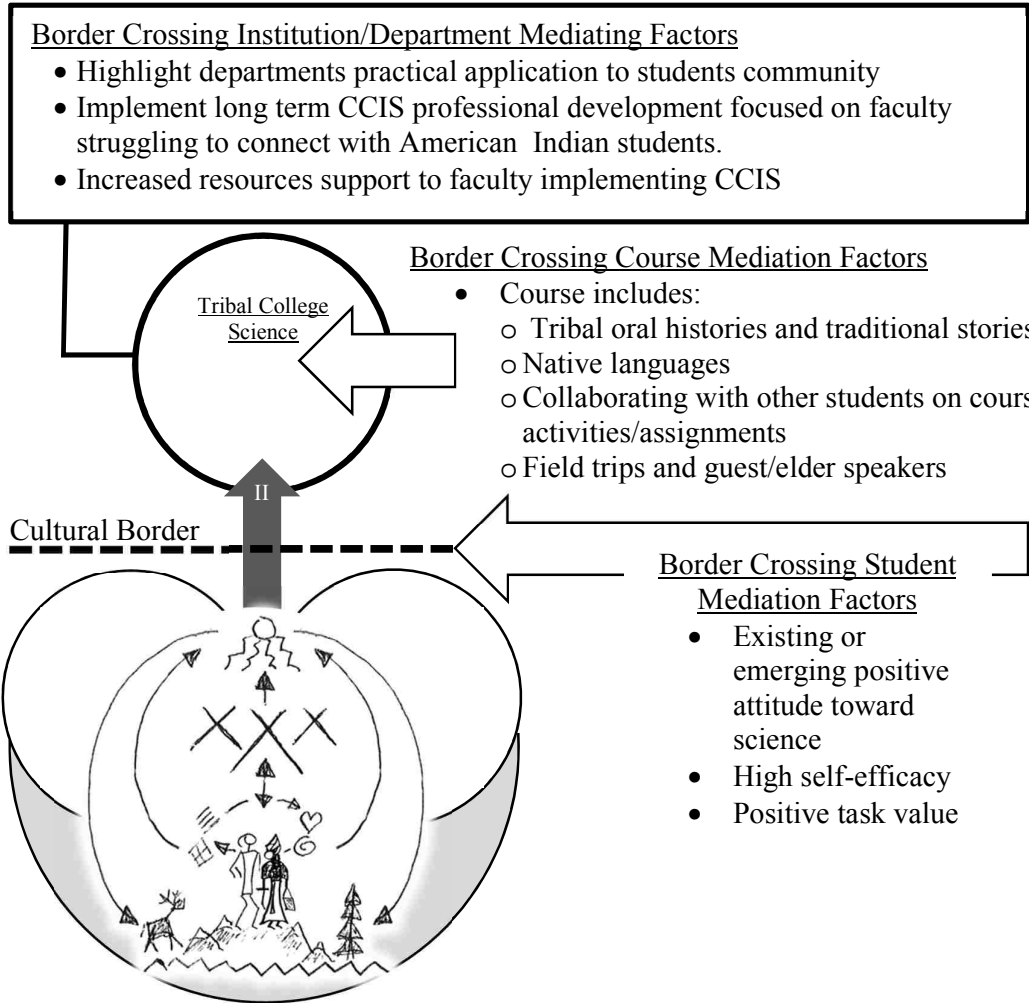 Border Crossing Institution/Department Mediating Factors
• Highlight departments practical application to students community
• Implement long term CCIS professional development focused on faculty
struggling to connect with American Indian students.
• Increased resources support to faculty implementing CCIS
Tribal College
Science
Border Crossing Course Mediation Factors
• Course includes:
o Tribal oral histories and traditional stories
o Native languages
o Collaborating with other students on cours
activities/assignments
o Field trips and guest/elder speakers
II
Cultural Border
Border Crossing Student
Mediation Factors
• Existing or
emerging positive
attitude toward
science
• High self-efficacy
• Positive task value